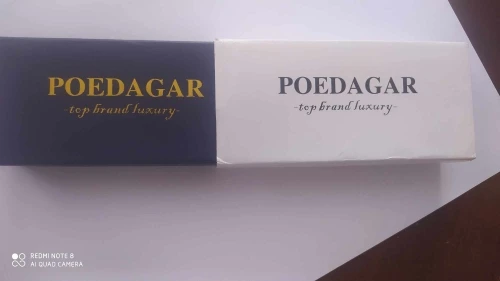 POEDAGAR
-top brand luxury-
POEDAGAR
-top brand luxury-
REDMI NOTE 8
AI QUAD CAMERA